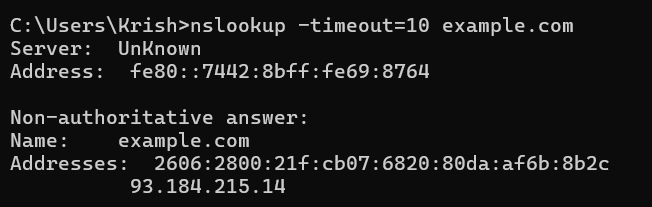 C:\Users\Krish>nslookup -timeout=10 example.com
Server:  UnKnown
Address:  fe80::7442:8bff:fe69:8764

Non-authoritative answer:
Name:    example.com
Addresses:  2606:2800:21f:cb07:6820:80da:af6b:8b2c
          93.184.215.14